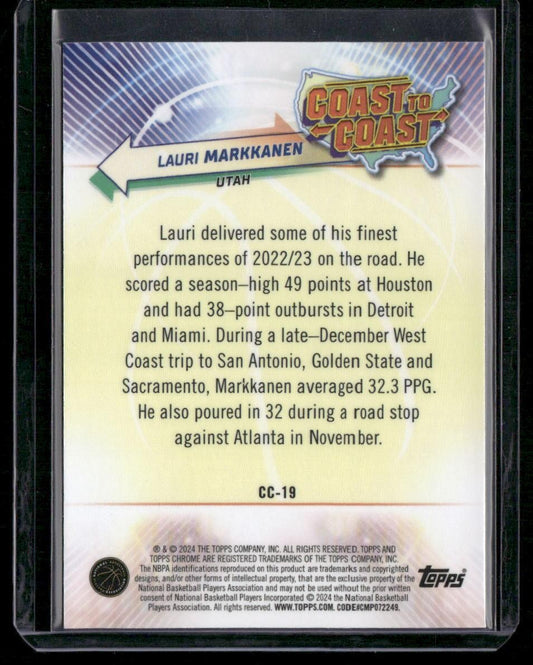 COAST TO
COAST
LAURI MARKKANEN
UTAH
Lauri delivered some of his finest
performances of 2022/23 on the road. He
scored a season–high 49 points at Houston
and had 38–point outbursts in Detroit
and Miami. During a late–December West
Coast trip to San Antonio, Golden State and
Sacramento, Markkanen averaged 32.3 PPG.
He also poured in 32 during a road stop
against Atlanta in November.
CC-19
® & © 2024 THE TOPPS COMPANY, INC. ALL RIGHTS RESERVED. TOPPS AND
TOPPS CHROME ARE REGISTERED TRADEMARKS OF THE TOPPS COMPANY, INC.
The NBPA identifications reproduced on this product are trademarks and copyrighted
designs, and/or other forms of intellectual property, that are the exclusive property of the
National Basketball Players Association and may not be used without the prior written
consent of National Basketball Players Incorporated © 2024 the National Basketball
Players Association. All rights reserved. WWW.TOPPS.COM. CODE#CMP072249.
TOPPS